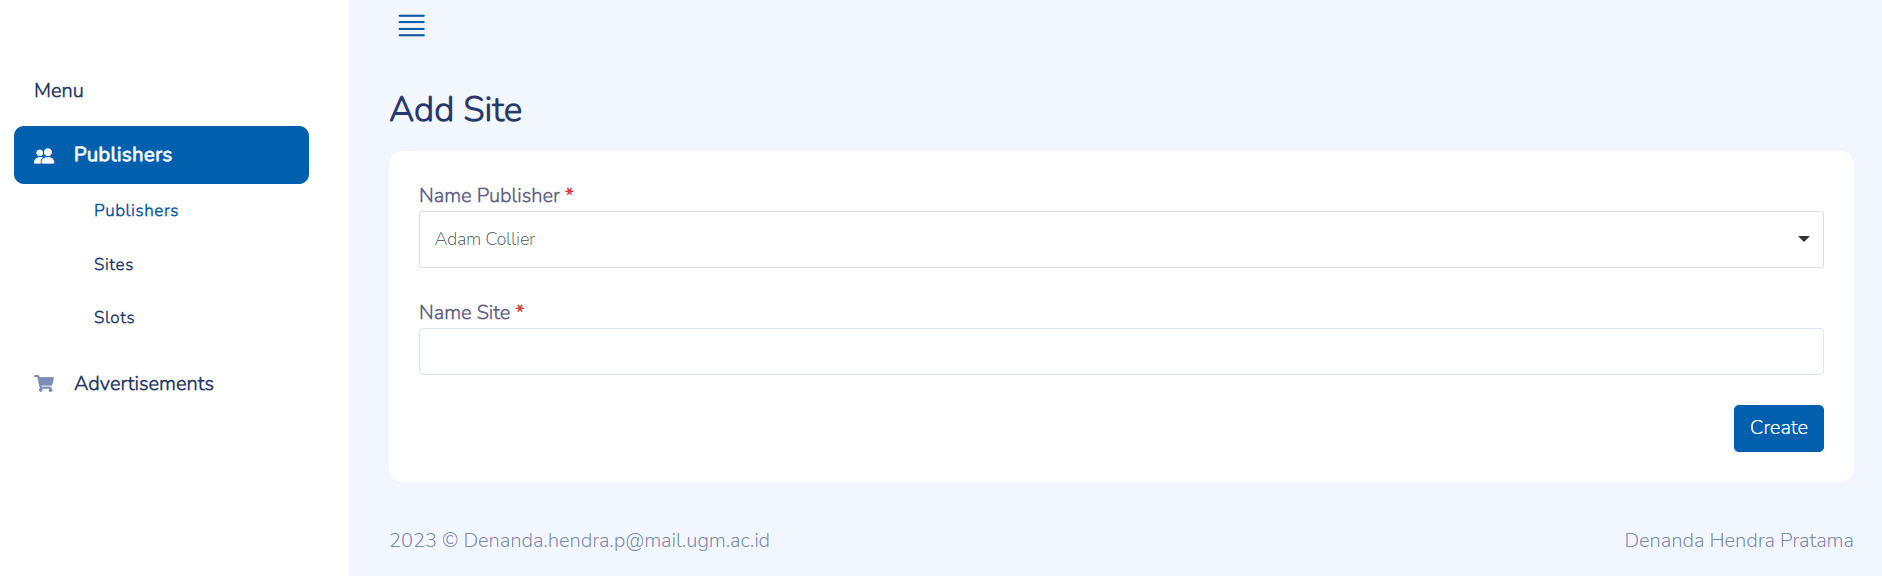 Menu
Publishers
Publishers
Sites
Slots
Advertisements
Add Site
Name Publisher *
Adam Collier
Name Site *
Create
2023 © Denanda.hendra.p@mail.ugm.ac.id
Denanda Hendra Pratama